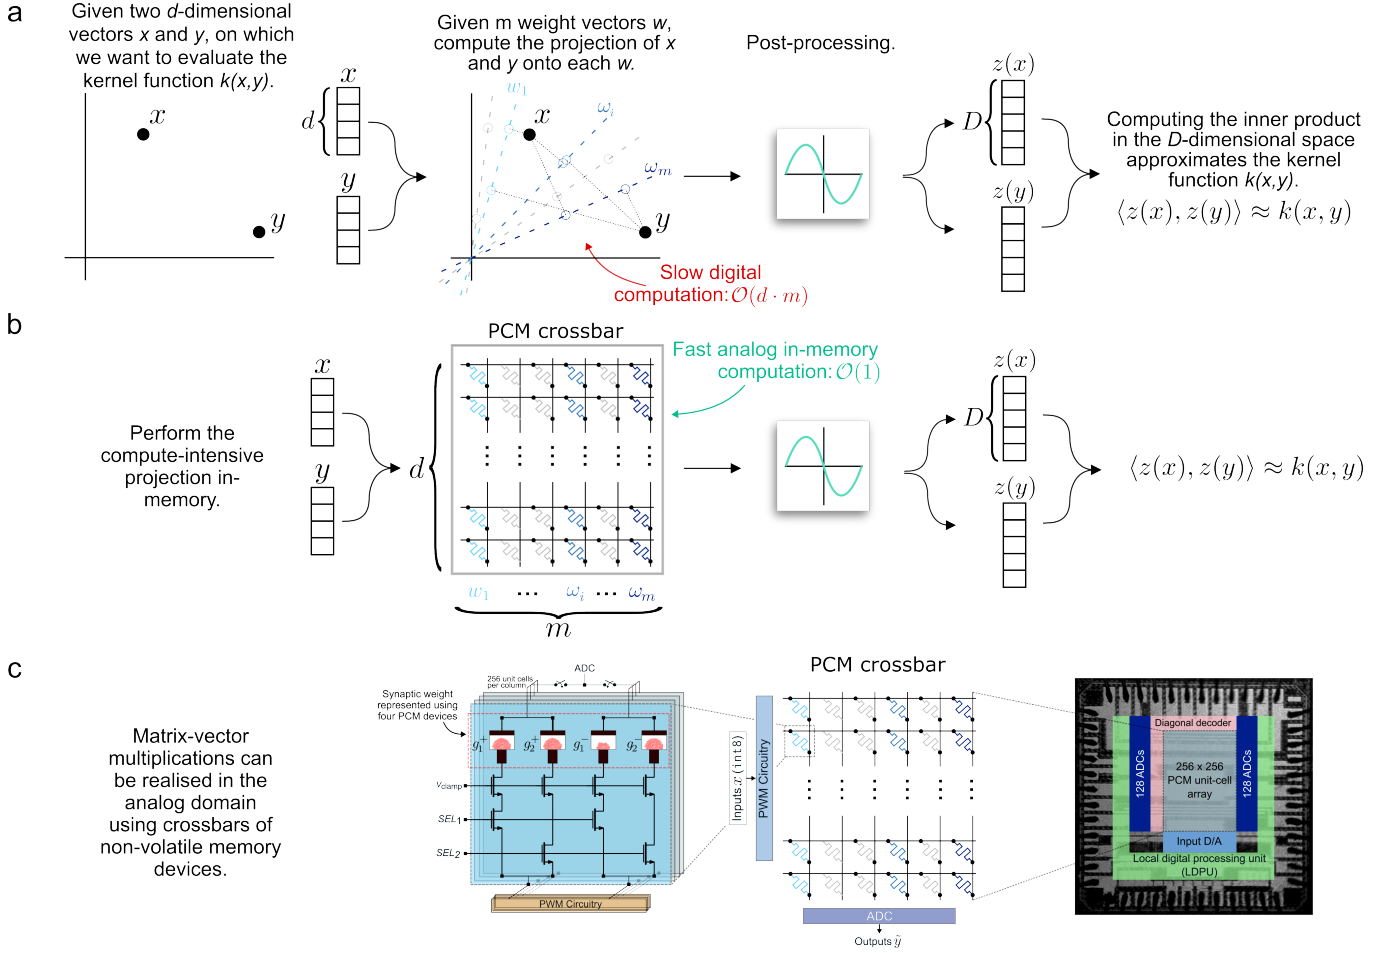 a
Given two d-dimensional
vectors x and y, on which
we want to evaluate the
kernel function k(x,y).
x
y
x
d
y
Given m weight vectors w,
compute the projection of x
and y onto each w.
w₁
x
ωᵢ
ωₘ
y
Slow digital
computation: O(d · m)
Post-processing.
z(x)
D
z(y)
Computing the inner product
in the D-dimensional space
approximates the kernel
function k(x,y).
⟨z(x), z(y)⟩ ≈ k(x, y)
b
Perform the
compute-intensive
projection in-
memory.
x
y
PCM crossbar
d
w₁ ··· ωᵢ ··· ωₘ
m
Fast analog in-memory
computation: O(1)
z(x)
D
z(y)
⟨z(x), z(y)⟩ ≈ k(x, y)
c
Matrix-vector
multiplications can
be realised in the
analog domain
using crossbars of
non-volatile memory
devices.
Synaptic weight
represented using
four PCM devices
256 unit cells
per column
ADC
g₁⁺ g₂⁺ g₁⁻ g₂⁻
Vclamp
SEL₁
SEL₂
PWM Circuitry
PCM crossbar
Inputs x (int8)
PWM Circuitry
ADC
Outputs ỹ
Diagonal decoder
128 ADCs
256 x 256
PCM unit-cell
array
128 ADCs
Input D/A
Local digital processing unit
(LDPU)